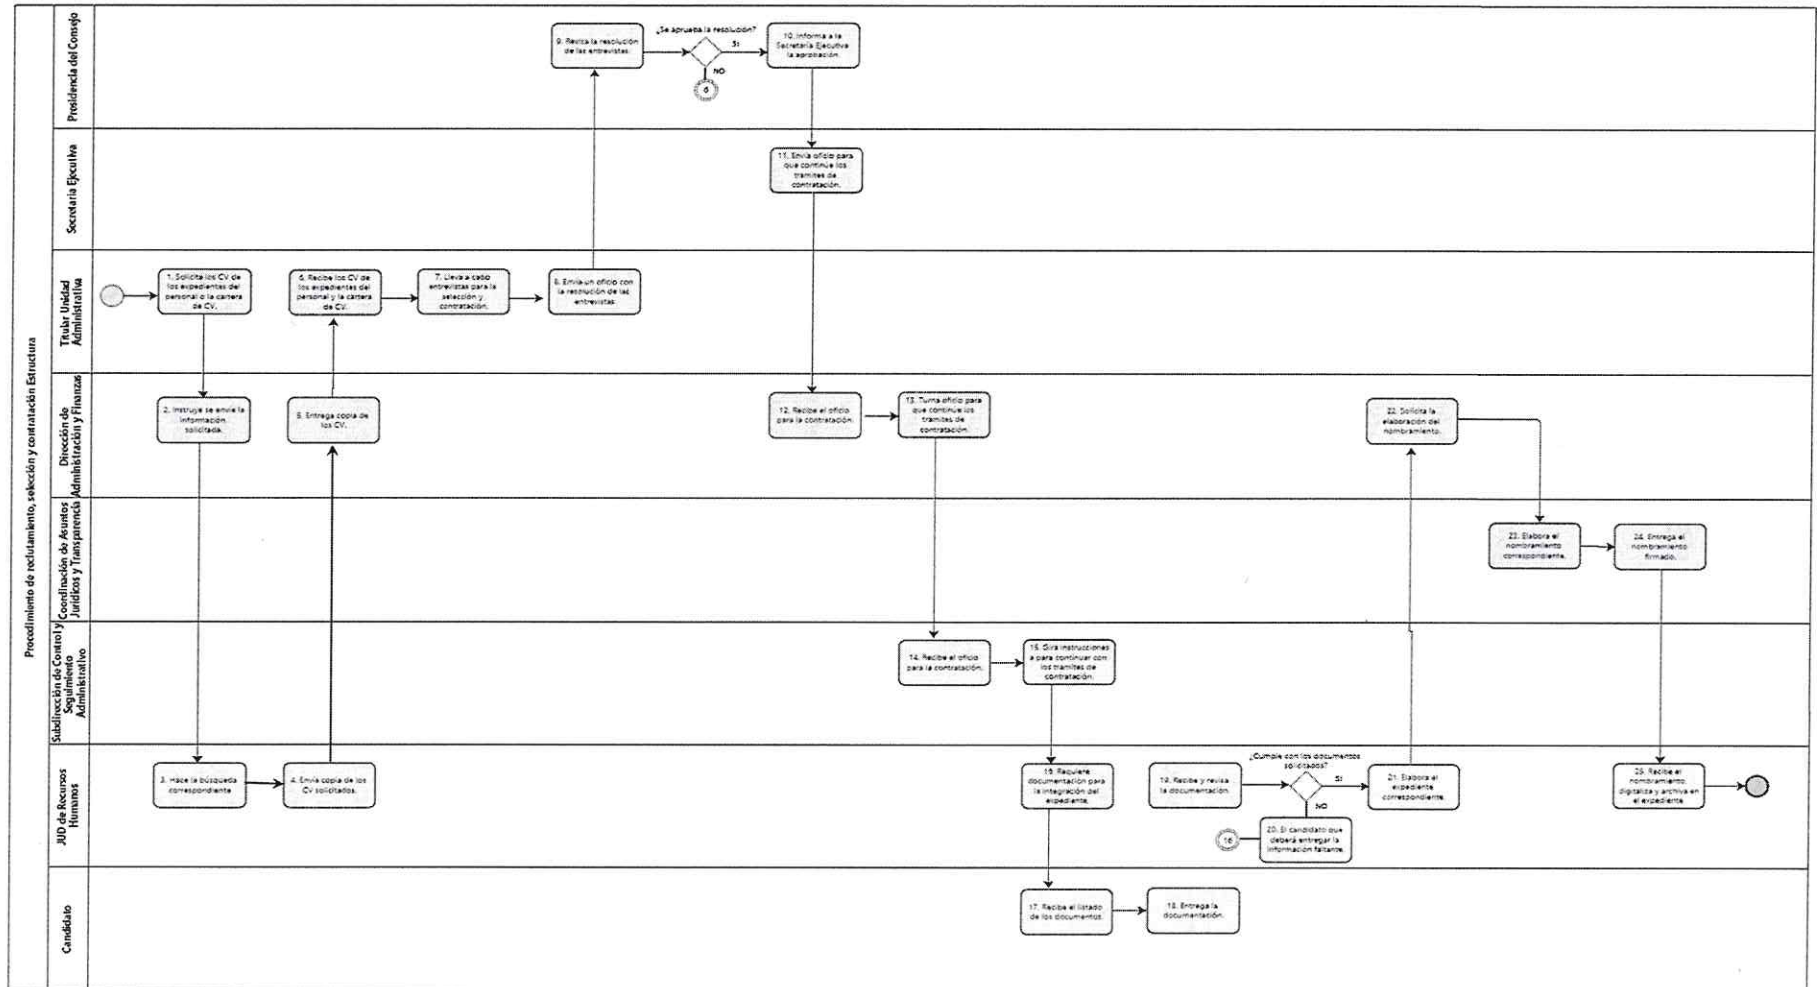 Procedimiento de reclutamiento, selección y contratación Estructura
Presidencia del Consejo
9. Revisa la resolución
de las entrevistas.
¿Se aprueba la resolución?
SI
NO
6
10. Informa a la
Secretaría Ejecutiva
la aprobación.
Secretaría Ejecutiva
11. Envía oficio para
que continúe los
tramites de
contratación.
Titular Unidad
Administrativa
1. Solicita los CV de
los expedientes del
personal o la cartera
de CV.
6. Recibe los CV de
los expedientes del
personal y la cartera
de CV.
7. Lleva a cabo
entrevistas para la
selección y
contratación.
8. Envía un oficio con
la resolución de las
entrevistas.
Dirección de
Administración y Finanzas
2. Instruye se envíe la
información
solicitada.
5. Entrega copia de
los CV.
12. Recibe el oficio
para la contratación.
13. Turna oficio para
que continúe los
tramites de
contratación.
22. Solicita la
elaboración del
nombramiento.
Coordinación de Asuntos
Jurídicos y Transparencia
23. Elabora el
nombramiento
correspondiente.
24. Entrega el
nombramiento
firmado.
Subdirección de Control y
Seguimiento
Administrativo
14. Recibe el oficio
para la contratación.
15. Gira instrucciones
a para continuar con
los tramites de
contratación.
JUD de Recursos
Humanos
3. Hace la búsqueda
correspondiente
4. Envía copia de los
CV solicitados.
16. Requiere
documentación para
la integración del
expediente.
19. Recibe y revisa
la documentación.
¿Cumple con los documentos
solicitados?
SI
NO
20. El candidato que
deberá entregar la
información faltante.
16
21. Elabora el
expediente
correspondiente.
25. Recibe el
nombramiento,
digitaliza y archiva en
el expediente
Candidato
17. Recibe el listado
de los documentos.
18. Entrega la
documentación.